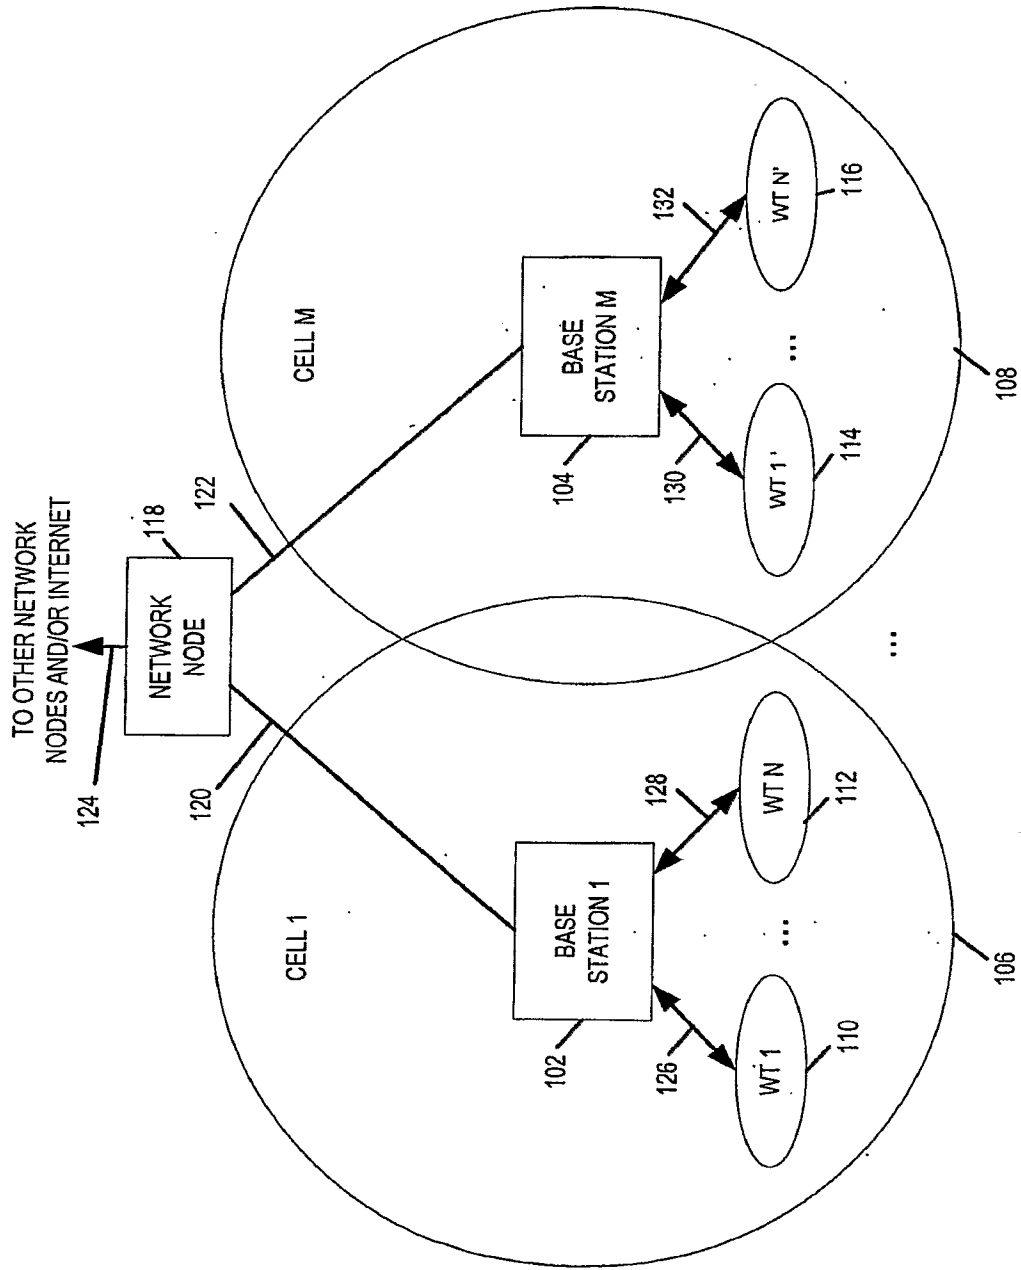 TO OTHER NETWORK
NODES AND/OR INTERNET
124
118
NETWORK
NODE
120
122
CELL 1
CELL M
BASE
STATION 1
102
BASE
STATION M
104
126
128
130
132
WT 1
110
...
WT N
112
WT 1'
114
...
WT N'
116
...
106
108